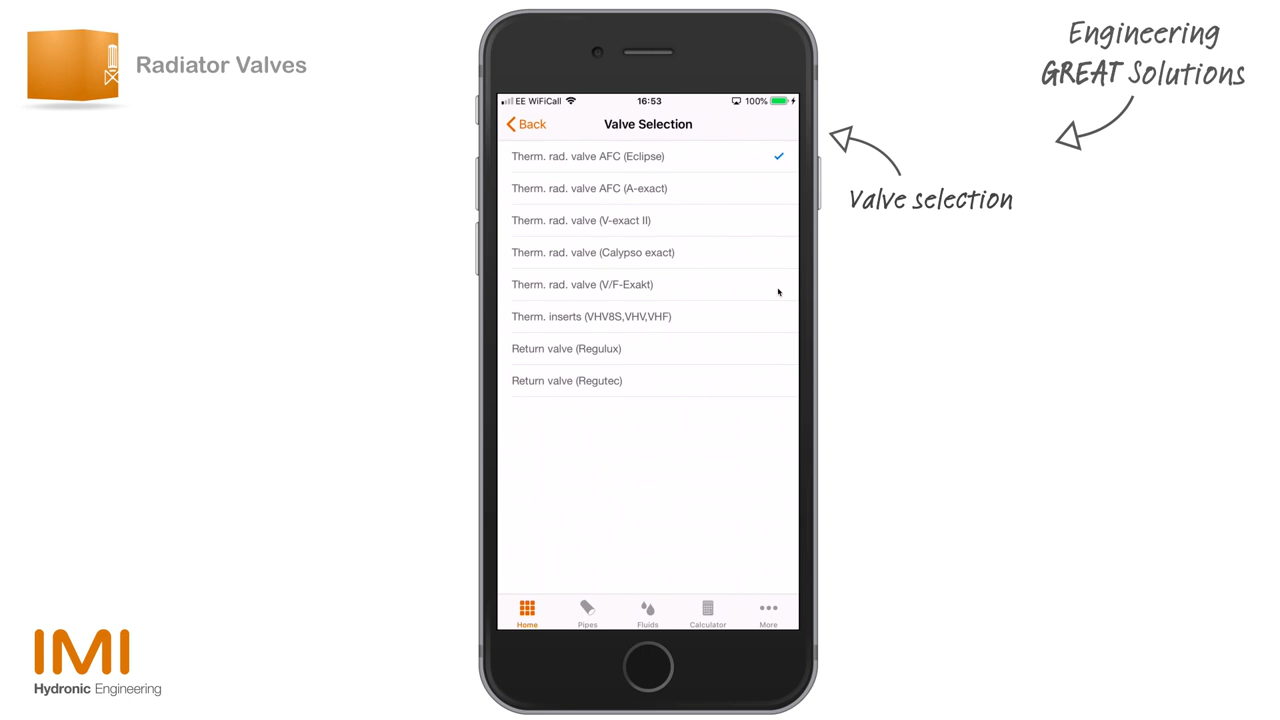 Radiator Valves
Engineering
GREAT Solutions
EE WiFiCall 16:53 100%
Back Valve Selection
Therm. rad. valve AFC (Eclipse)
Therm. rad. valve AFC (A-exact)
Therm. rad. valve (V-exact II)
Therm. rad. valve (Calypso exact)
Therm. rad. valve (V/F-Exakt)
Therm. inserts (VHV8S,VHV,VHF)
Return valve (Regulux)
Return valve (Regutec)
Valve selection
Home Pipes Fluids Calculator More
IMI
Hydronic Engineering